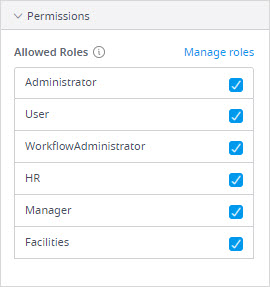 Permissions
Allowed Roles Manage roles
Administrator
User
WorkflowAdministrator
HR
Manager
Facilities